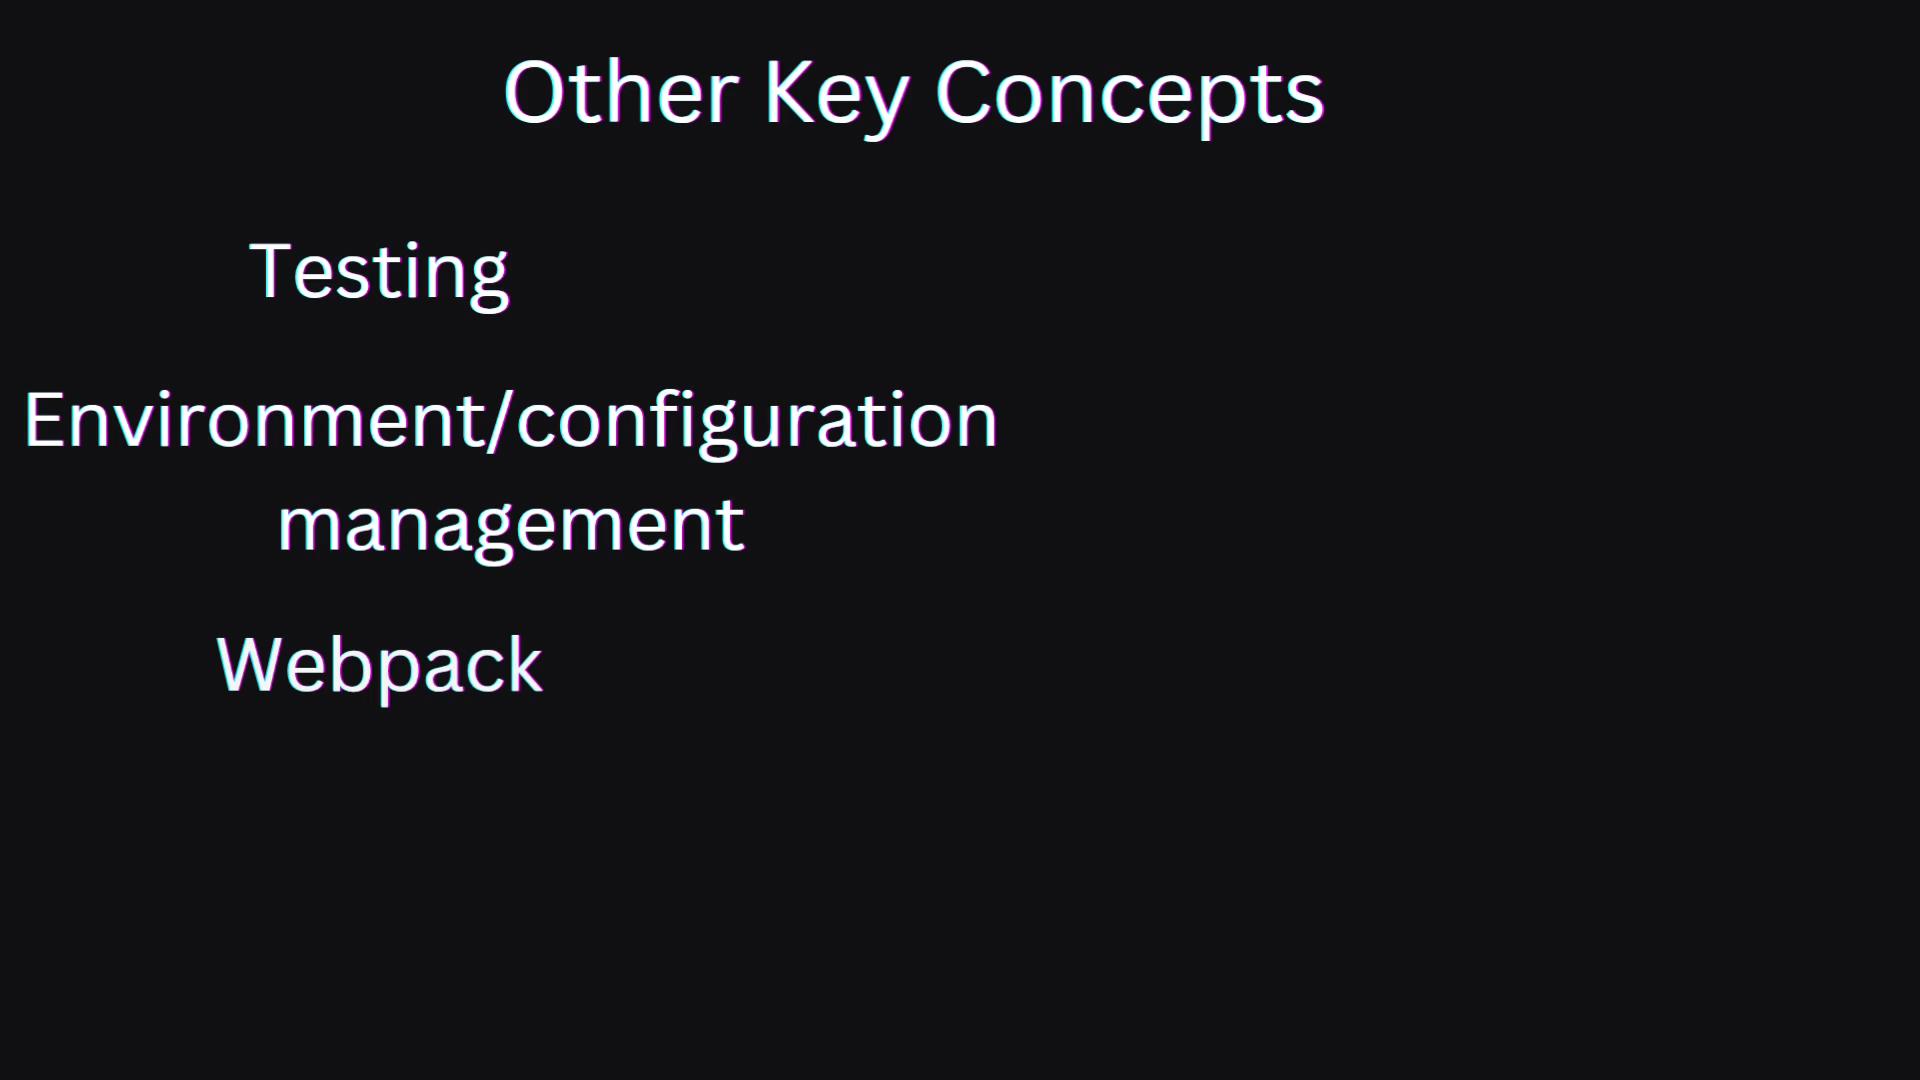 Other Key Concepts
Testing
Environment/configuration
management
Webpack